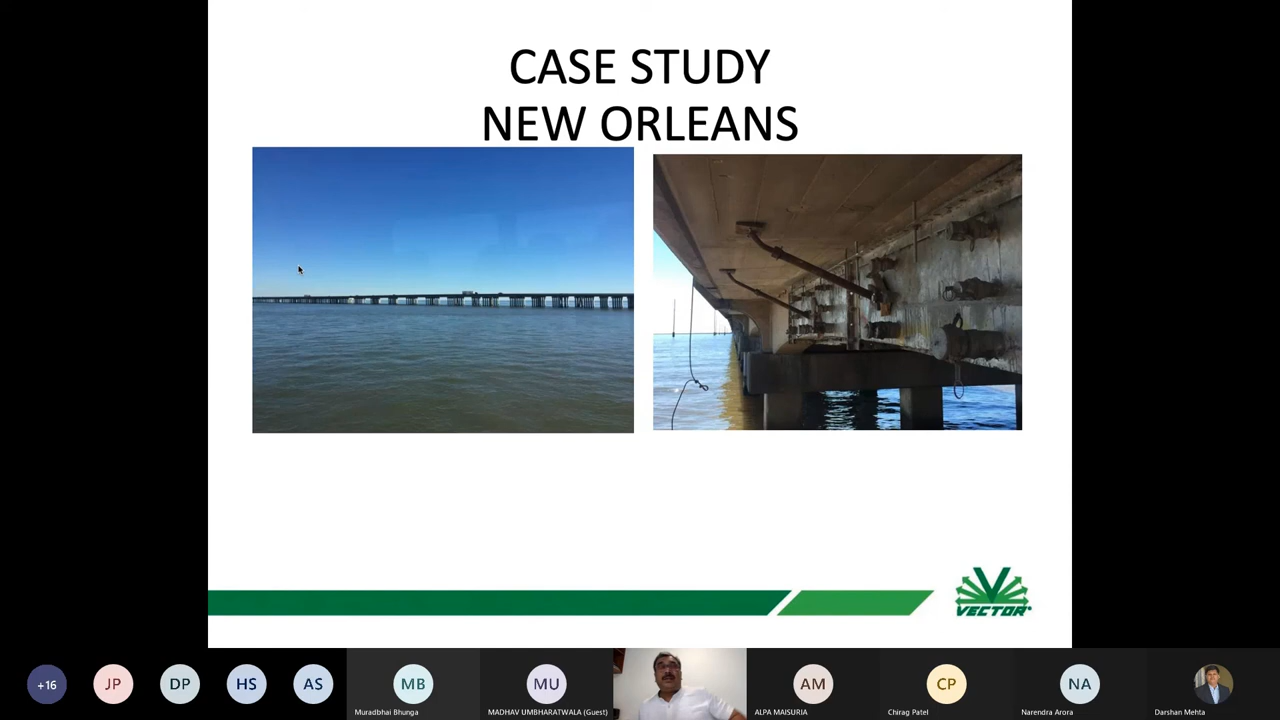 CASE STUDY
NEW ORLEANS
VECTOR
+16
JP
DP
HS
AS
MB
MU
AM
CP
NA
Muradbhai Bhunga
MADHAV UMBHARATWALA (Guest)
ALPA MAISURIA
Chirag Patel
Narendra Arora
Darshan Mehta